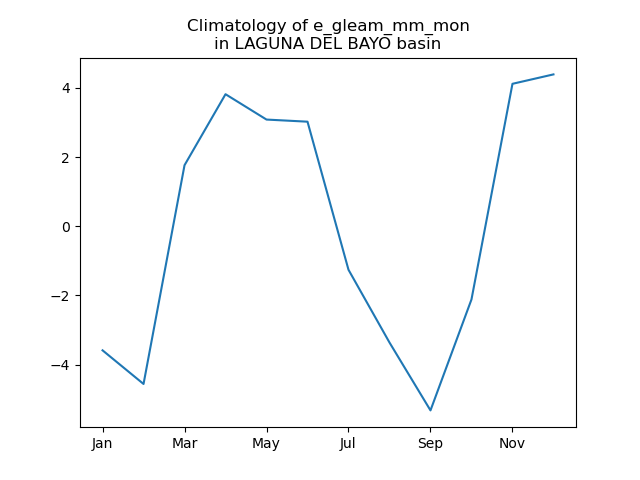 Climatology of e_gleam_mm_mon
in LAGUNA DEL BAYO basin
4
2
0
−2
−4
Jan
Mar
May
Jul
Sep
Nov